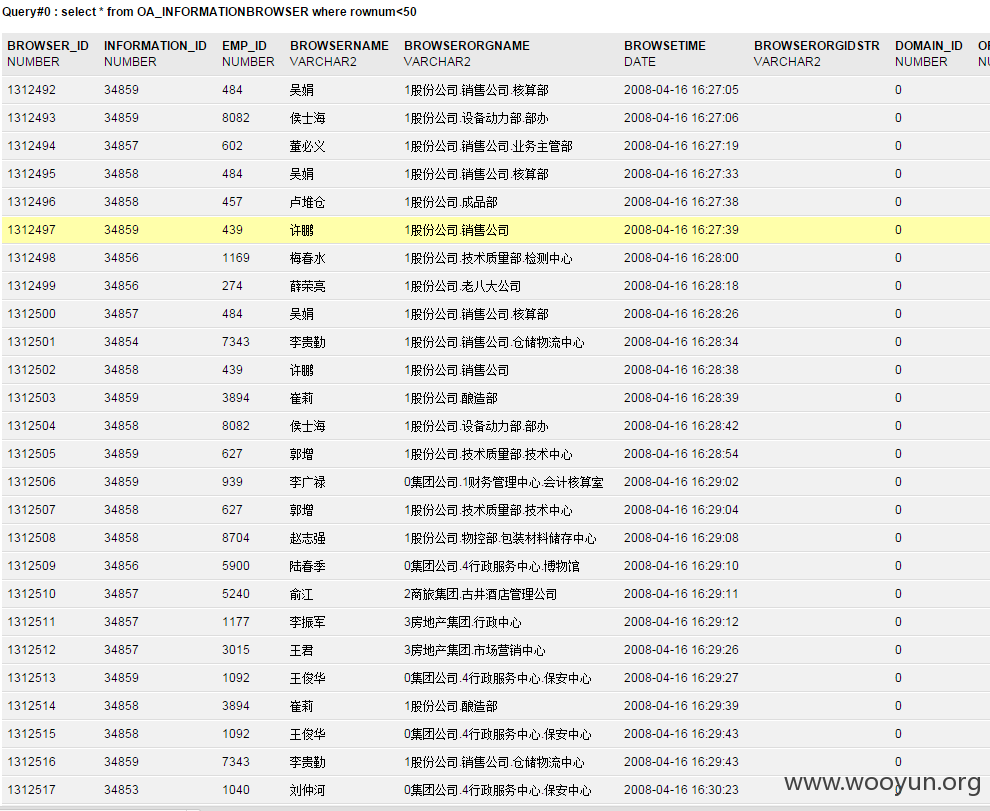 Query#0 : select * from OA_INFORMATIONBROWSER where rownum<50
BROWSER_ID INFORMATION_ID EMP_ID BROWSERNAME BROWSERORGNAME BROWSETIME BROWSERORGIDSTR DOMAIN_ID
NUMBER NUMBER NUMBER VARCHAR2 VARCHAR2 DATE VARCHAR2 NUMBER
1312492 34859 484 吴娟 1股份公司.销售公司.核算部 2008-04-16 16:27:05 0
1312493 34859 8082 侯士海 1股份公司.设备动力部.部办 2008-04-16 16:27:06 0
1312494 34857 602 董必义 1股份公司.销售公司.业务主管部 2008-04-16 16:27:19 0
1312495 34858 484 吴娟 1股份公司.销售公司.核算部 2008-04-16 16:27:33 0
1312496 34858 457 卢堆仓 1股份公司.成品部 2008-04-16 16:27:38 0
1312497 34859 439 许鹏 1股份公司.销售公司 2008-04-16 16:27:39 0
1312498 34856 1169 梅春水 1股份公司.技术质里部.检测中心 2008-04-16 16:28:00 0
1312499 34856 274 薛荣亮 1股份公司.老八大公司 2008-04-16 16:28:18 0
1312500 34857 484 吴娟 1股份公司.销售公司.核算部 2008-04-16 16:28:26 0
1312501 34854 7343 李贵勤 1股份公司.销售公司.仓储物流中心 2008-04-16 16:28:34 0
1312502 34858 439 许鹏 1股份公司.销售公司 2008-04-16 16:28:38 0
1312503 34859 3894 崔莉 1股份公司.酿造部 2008-04-16 16:28:39 0
1312504 34858 8082 侯士海 1股份公司.设备动力部.部办 2008-04-16 16:28:42 0
1312505 34859 627 郭增 1股份公司.技术质量部.技术中心 2008-04-16 16:28:54 0
1312506 34859 939 李广禄 0集团公司.1财务管理中心.会计核算室 2008-04-16 16:29:02 0
1312507 34858 627 郭增 1股份公司.技术质量部.技术中心 2008-04-16 16:29:04 0
1312508 34858 8704 赵志强 1股份公司.物控部.包装材料储存中心 2008-04-16 16:29:08 0
1312509 34856 5900 陆春季 0集团公司.4行政服务中心.博物馆 2008-04-16 16:29:10 0
1312510 34857 5240 俞江 2商旅集团.古井酒店管理公司 2008-04-16 16:29:11 0
1312511 34857 1177 李振军 3房地产集团.行政中心 2008-04-16 16:29:12 0
1312512 34857 3015 王君 3房地产集团.市场营销中心 2008-04-16 16:29:26 0
1312513 34859 1092 王俊华 0集团公司.4行政服务中心.保安中心 2008-04-16 16:29:27 0
1312514 34858 3894 崔莉 1股份公司.酿造部 2008-04-16 16:29:39 0
1312515 34858 1092 王俊华 0集团公司.4行政服务中心.保安中心 2008-04-16 16:29:43 0
1312516 34859 7343 李贵勤 1股份公司.销售公司.仓储物流中心 2008-04-16 16:29:43 0
1312517 34853 1040 刘仲河 0集团公司.4行政服务中心.保安中心 2008-04-16 16:30:23 0
www.wooyun.org